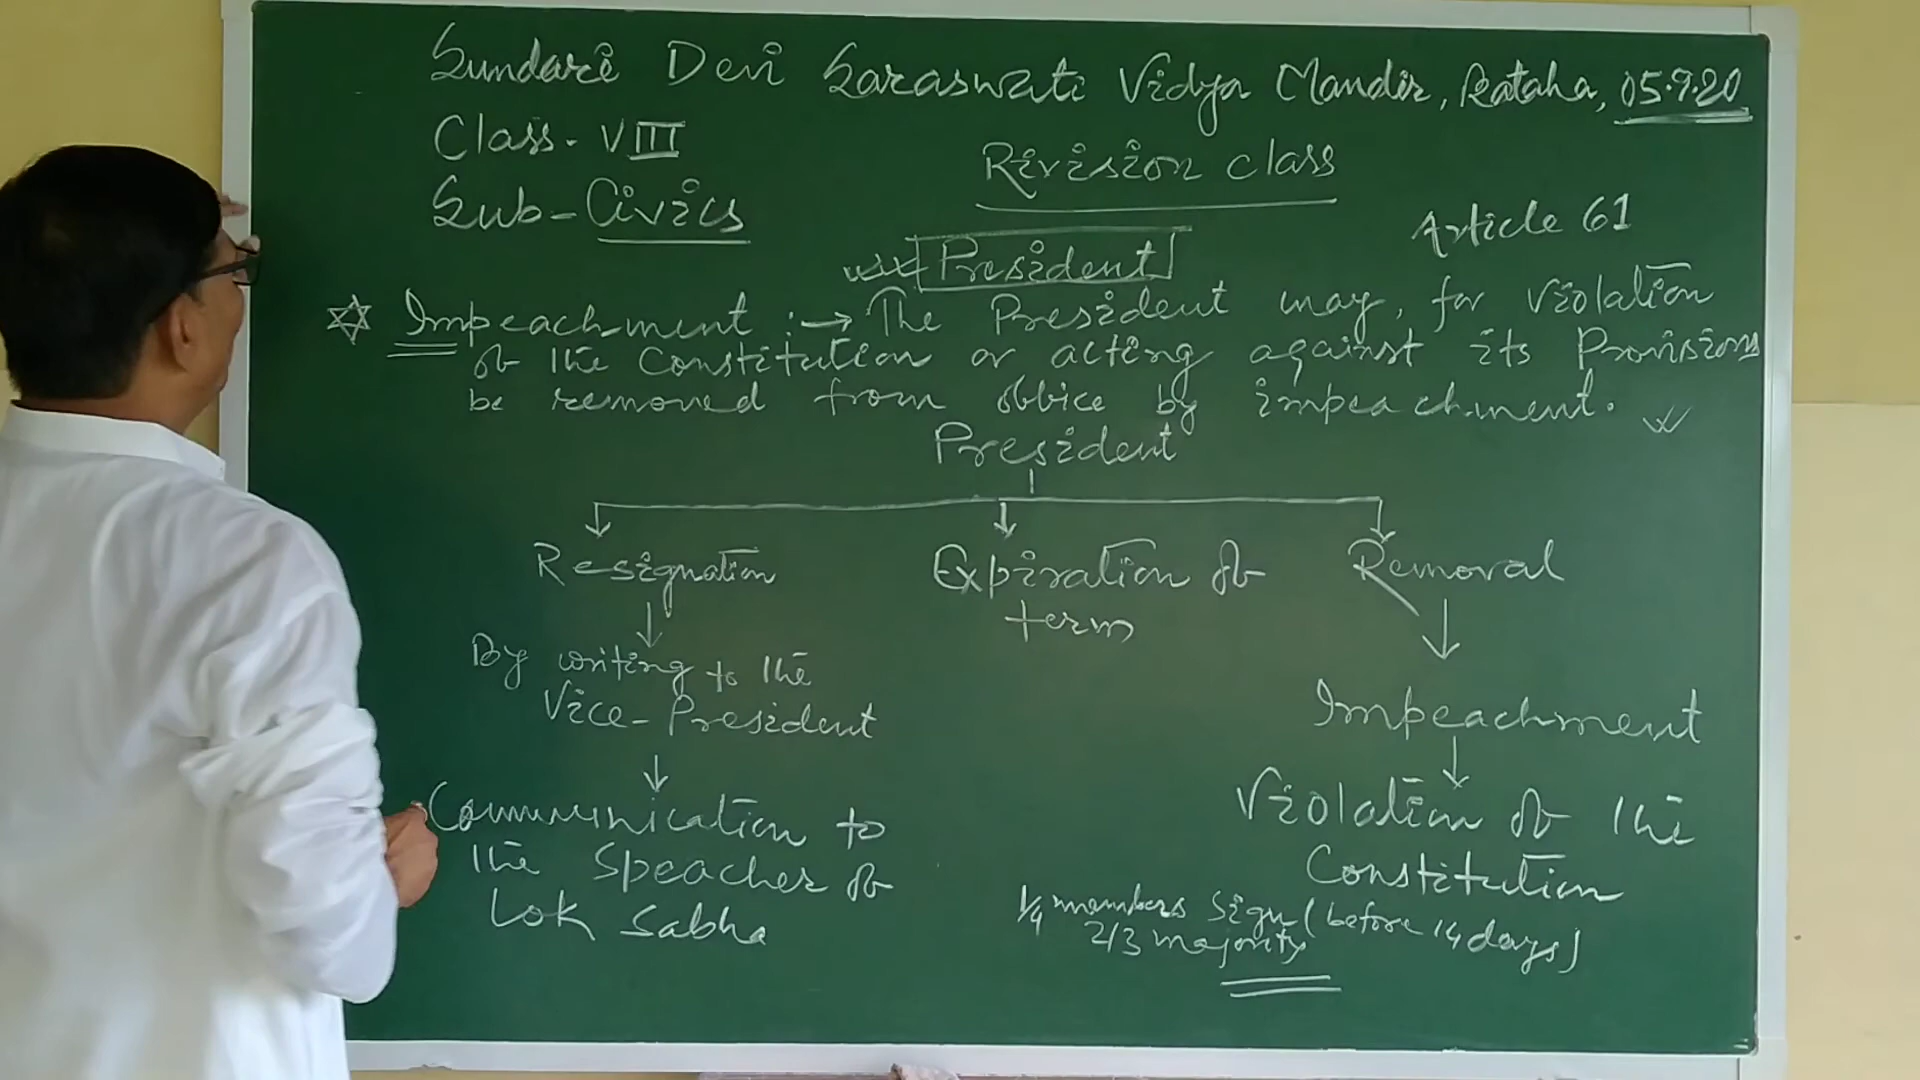 Sundari Devi Saraswati Vidya Mandir, Rataha, 05.9.20
Class - VIII
Rivision class
Sub - Civics
Article 61
President
Impeachment :→ The President may, for violation
of the Constitution or acting against its Provisions
be removed from office by impeachment.
President
Resignation
Expiration of
term
Removal
By writing to the
Vice-President
Communication to
the Speacher of
Lok Sabha
Impeachment
Violation of the
Constitution
1/4 members sign (before 14 days)
2/3 majority